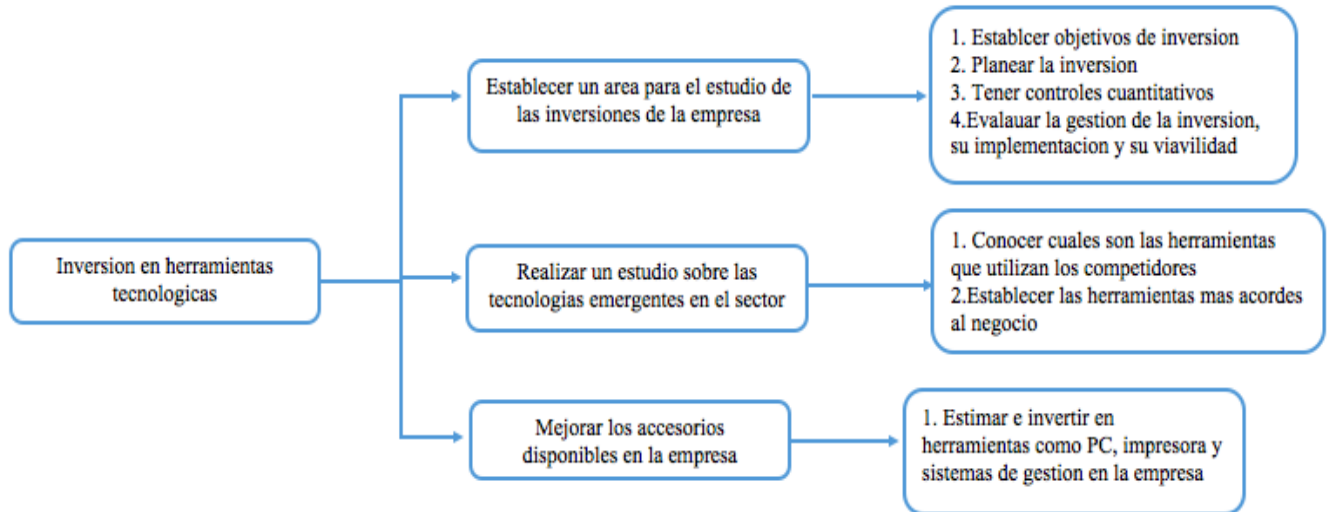 Inversion en herramientas
tecnologicas
Establecer un area para el estudio de
las inversiones de la empresa
1. Establcer objetivos de inversion
2. Planear la inversion
3. Tener controles cuantitativos
4.Evalauar la gestion de la inversion,
su implementacion y su viavilidad
Realizar un estudio sobre las
tecnologias emergentes en el sector
1. Conocer cuales son las herramientas
que utilizan los competidores
2.Establecer las herramientas mas acordes
al negocio
Mejorar los accesorios
disponibles en la empresa
1. Estimar e invertir en
herramientas como PC, impresora y
sistemas de gestion en la empresa